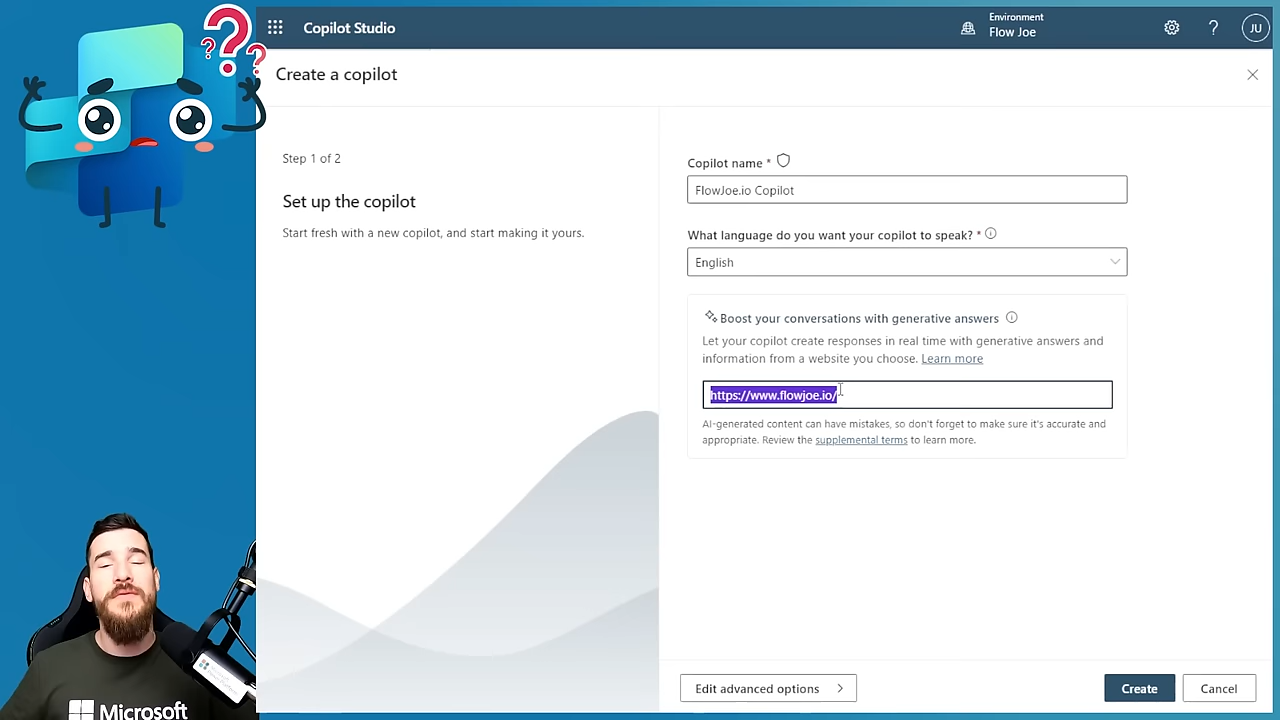 Copilot Studio
Environment
Flow Joe
?
JU
Create a copilot
Step 1 of 2
Set up the copilot
Start fresh with a new copilot, and start making it yours.
Copilot name *
FlowJoe.io Copilot
What language do you want your copilot to speak? *
English
Boost your conversations with generative answers
Let your copilot create responses in real time with generative answers and
information from a website you choose. Learn more
https://www.flowjoe.io/
AI-generated content can have mistakes, so don't forget to make sure it's accurate and
appropriate. Review the supplemental terms to learn more.
Edit advanced options
Create
Cancel
???
Microsoft